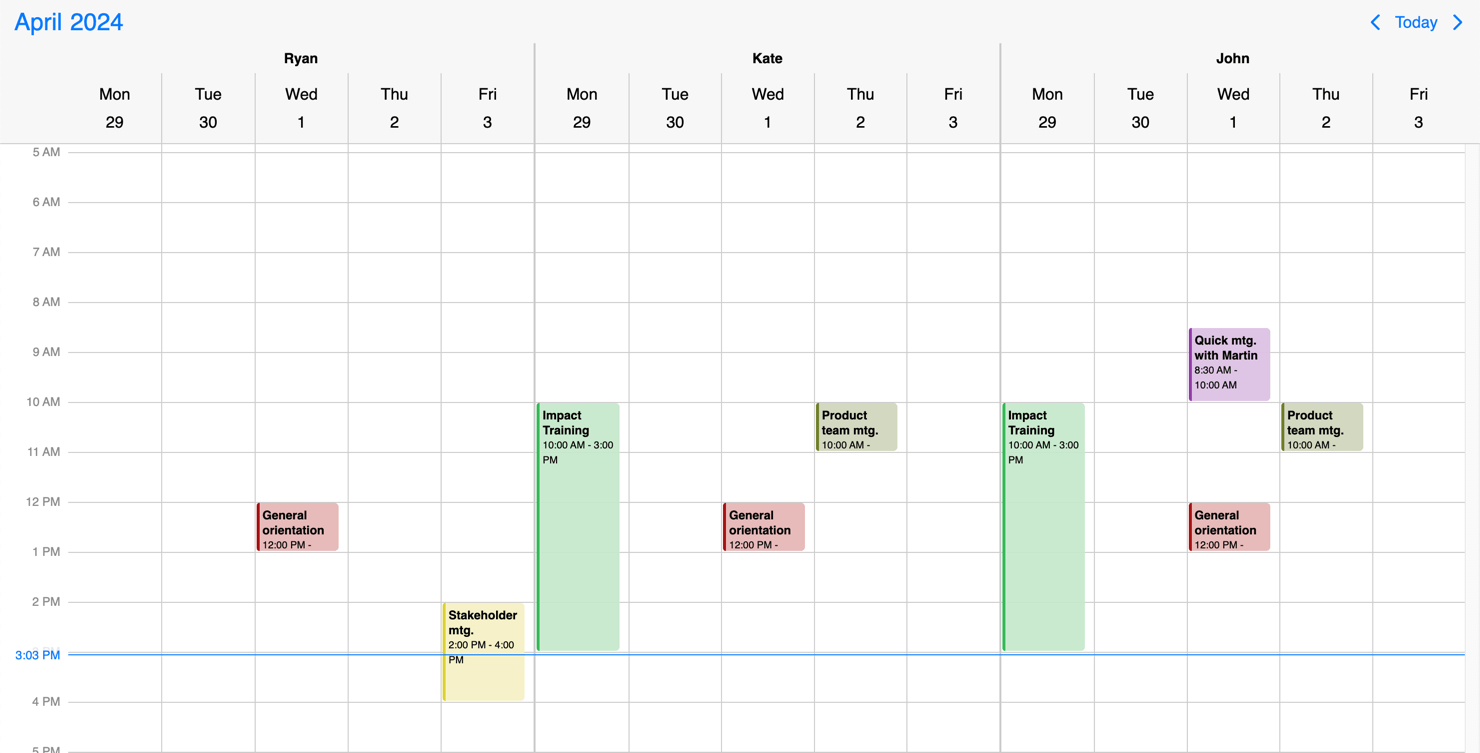 April 2024
Today
Ryan Kate John
Mon Tue Wed Thu Fri Mon Tue Wed Thu Fri Mon Tue Wed Thu Fri
29 30 1 2 3 29 30 1 2 3 29 30 1 2 3
5 AM
6 AM
7 AM
8 AM
Quick mtg.
with Martin
8:30 AM -
10:00 AM
9 AM
10 AM
Impact
Training
10:00 AM - 3:00
PM
Product
team mtg.
10:00 AM -
Impact
Training
10:00 AM - 3:00
PM
Product
team mtg.
10:00 AM -
11 AM
12 PM
General
orientation
12:00 PM -
General
orientation
12:00 PM -
General
orientation
12:00 PM -
1 PM
2 PM
Stakeholder
mtg.
2:00 PM - 4:00
PM
3:03 PM
4 PM
5 PM